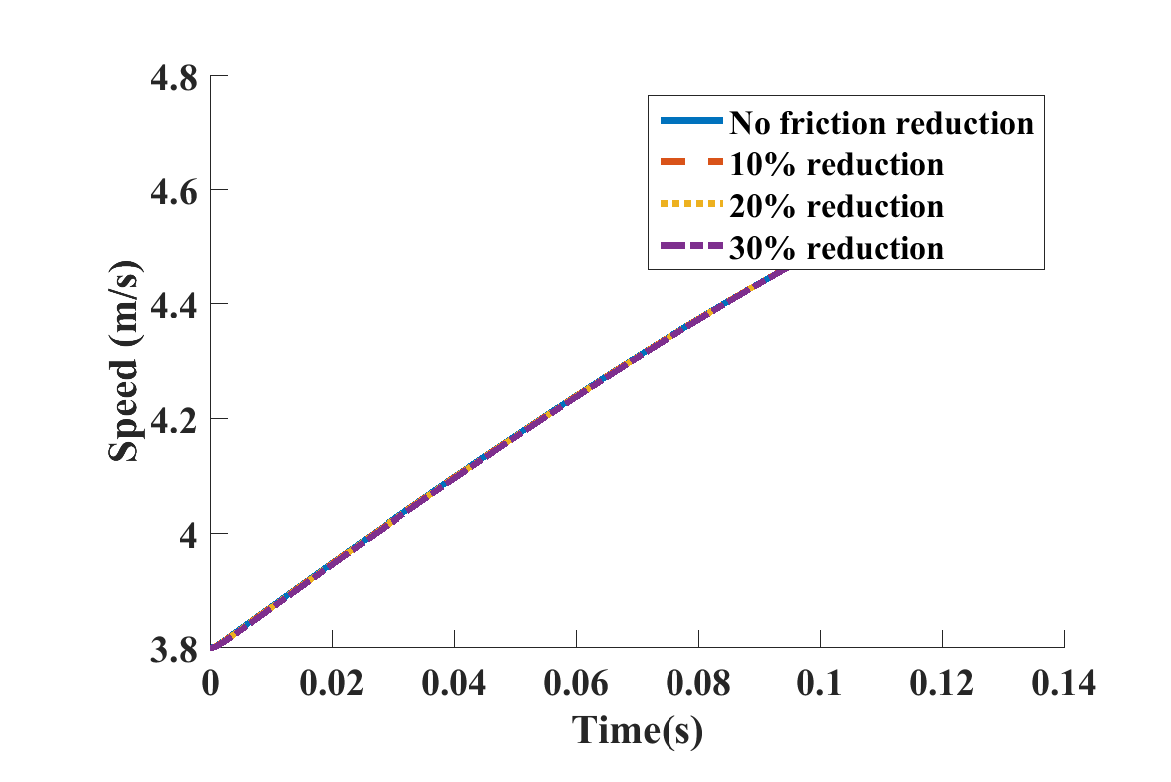 4.8
4.6
4.4
4.2
4
3.8
Speed (m/s)
No friction reduction
10% reduction
20% reduction
30% reduction
0 0.02 0.04 0.06 0.08 0.1 0.12 0.14
Time(s)